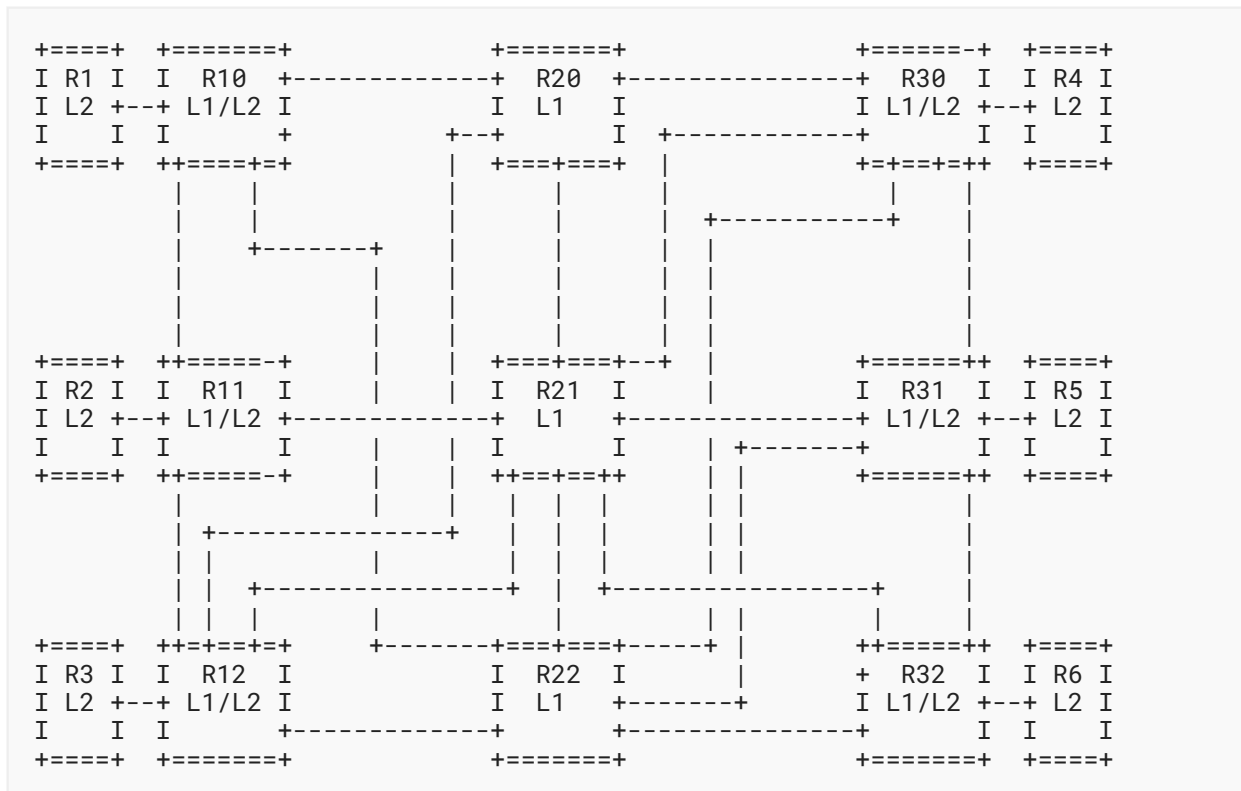 +====+  +=======+             +=======+               +======-+  +====+
I R1 I  I  R10  +-------------+  R20  +---------------+  R30  I  I R4 I
I L2 +--+ L1/L2 I             I  L1   I               I L1/L2 +--+ L2 I
I    I  I       +          +--+       I  +------------+       I  I    I
+====+  ++====+=+          |  +===+===+  |            +=+==+=++  +====+
         |    |            |      |      |              |    |
         |    |            |      |      |  +-----------+    |
         |    +-------+    |      |      |  |                |
         |            |    |      |      |  |                |
         |            |    |      |      |  |                |
         |            |    |      |      |  |                |
+====+  ++=====-+     |    |  +===+===+--+  |         +======++  +====+
I R2 I  I  R11  I     |    |  I  R21  I     |         I  R31  I  I R5 I
I L2 +--+ L1/L2 +-------------+  L1   +---------------+ L1/L2 +--+ L2 I
I    I  I       I     |    |  I       I     | +-------+       I  I    I
+====+  ++=====-+     |    |  ++==+==++     | |       +======++  +====+
         |            |    |   |  |  |      | |              |
         | +---------------+   |  |  |      | |              |
         | |          |        |  |  |      | |              |
         | |  +----------------+  |  +-----------------+     |
         | |  |       |           |         | |        |     |
+====+  ++=+==+=+     +-------+===+===+-----+ |       ++=====++  +====+
I R3 I  I  R12  I             I  R22  I       |       +  R32  I  I R6 I
I L2 +--+ L1/L2 I             I  L1   +-------+       I L1/L2 +--+ L2 I
I    I  I       +-------------+       +---------------+       I  I    I
+====+  +=======+             +=======+               +=======+  +====+